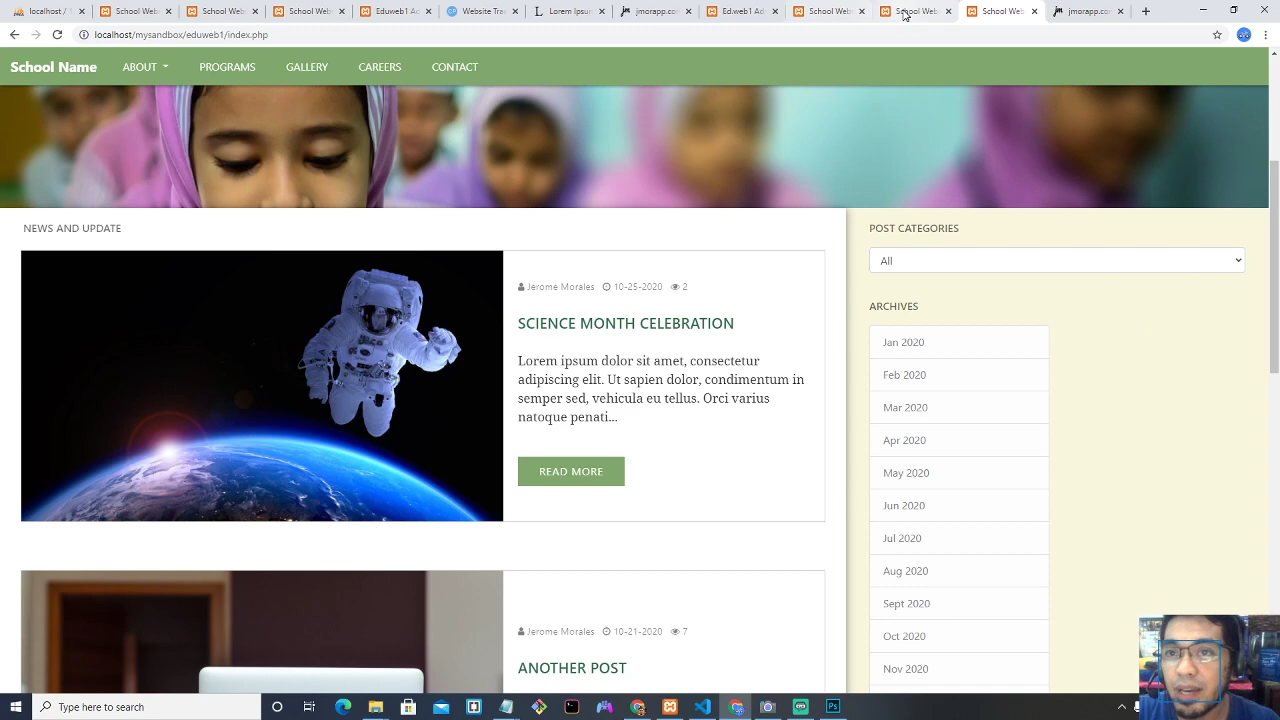 localhost / 1
School Web
School Web
Eduweb1 Ad
School Web
WordPress
Website Tra
Lorem Ipsu
jmorapp.co
Eduweb1 Ad
School Web
School Web
School Web
jmorapp.co
localhost/mysandbox/eduweb1/index.php
School Name ABOUT PROGRAMS GALLERY CAREERS CONTACT
NEWS AND UPDATE
Jerome Morales 10-25-2020 2
SCIENCE MONTH CELEBRATION
Lorem ipsum dolor sit amet, consectetur
adipiscing elit. Ut sapien dolor, condimentum in
semper sed, vehicula eu tellus. Orci varius
natoque penati...
READ MORE
Jerome Morales 10-21-2020 7
ANOTHER POST
POST CATEGORIES
All
ARCHIVES
Jan 2020
Feb 2020
Mar 2020
Apr 2020
May 2020
Jun 2020
Jul 2020
Aug 2020
Sept 2020
Oct 2020
Nov 2020
Type here to search